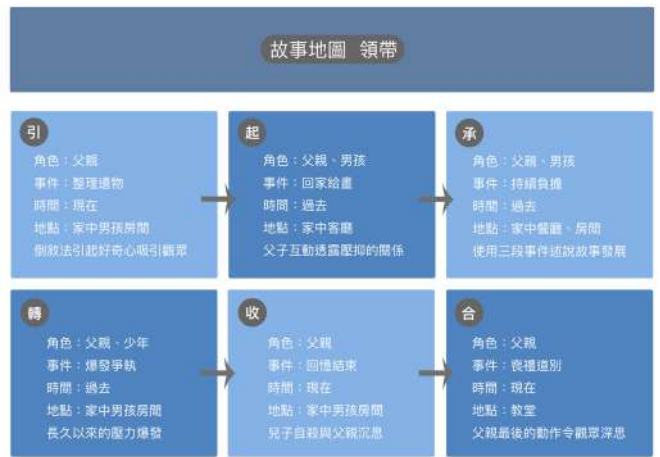 故事地圖 領帶
引
角色：父親
事件：整理遺物
時間：現在
地點：家中男孩房間
倒敘法引起好奇心吸引觀眾
起
角色：父親、男孩
事件：回家給畫
時間：過去
地點：家中客廳
父子互動透露壓抑的關係
承
角色：父親、男孩
事件：持續負擔
時間：過去
地點：家中餐廳、房間
使用三段事件述說故事發展
轉
角色：父親、少年
事件：爆發爭執
時間：過去
地點：家中男孩房間
長久以來的壓力爆發
收
角色：父親
事件：回憶結束
時間：現在
地點：家中男孩房間
兒子自殺與父親沉思
合
角色：父親
事件：喪禮道別
時間：現在
地點：教堂
父親最後的動作令觀眾深思